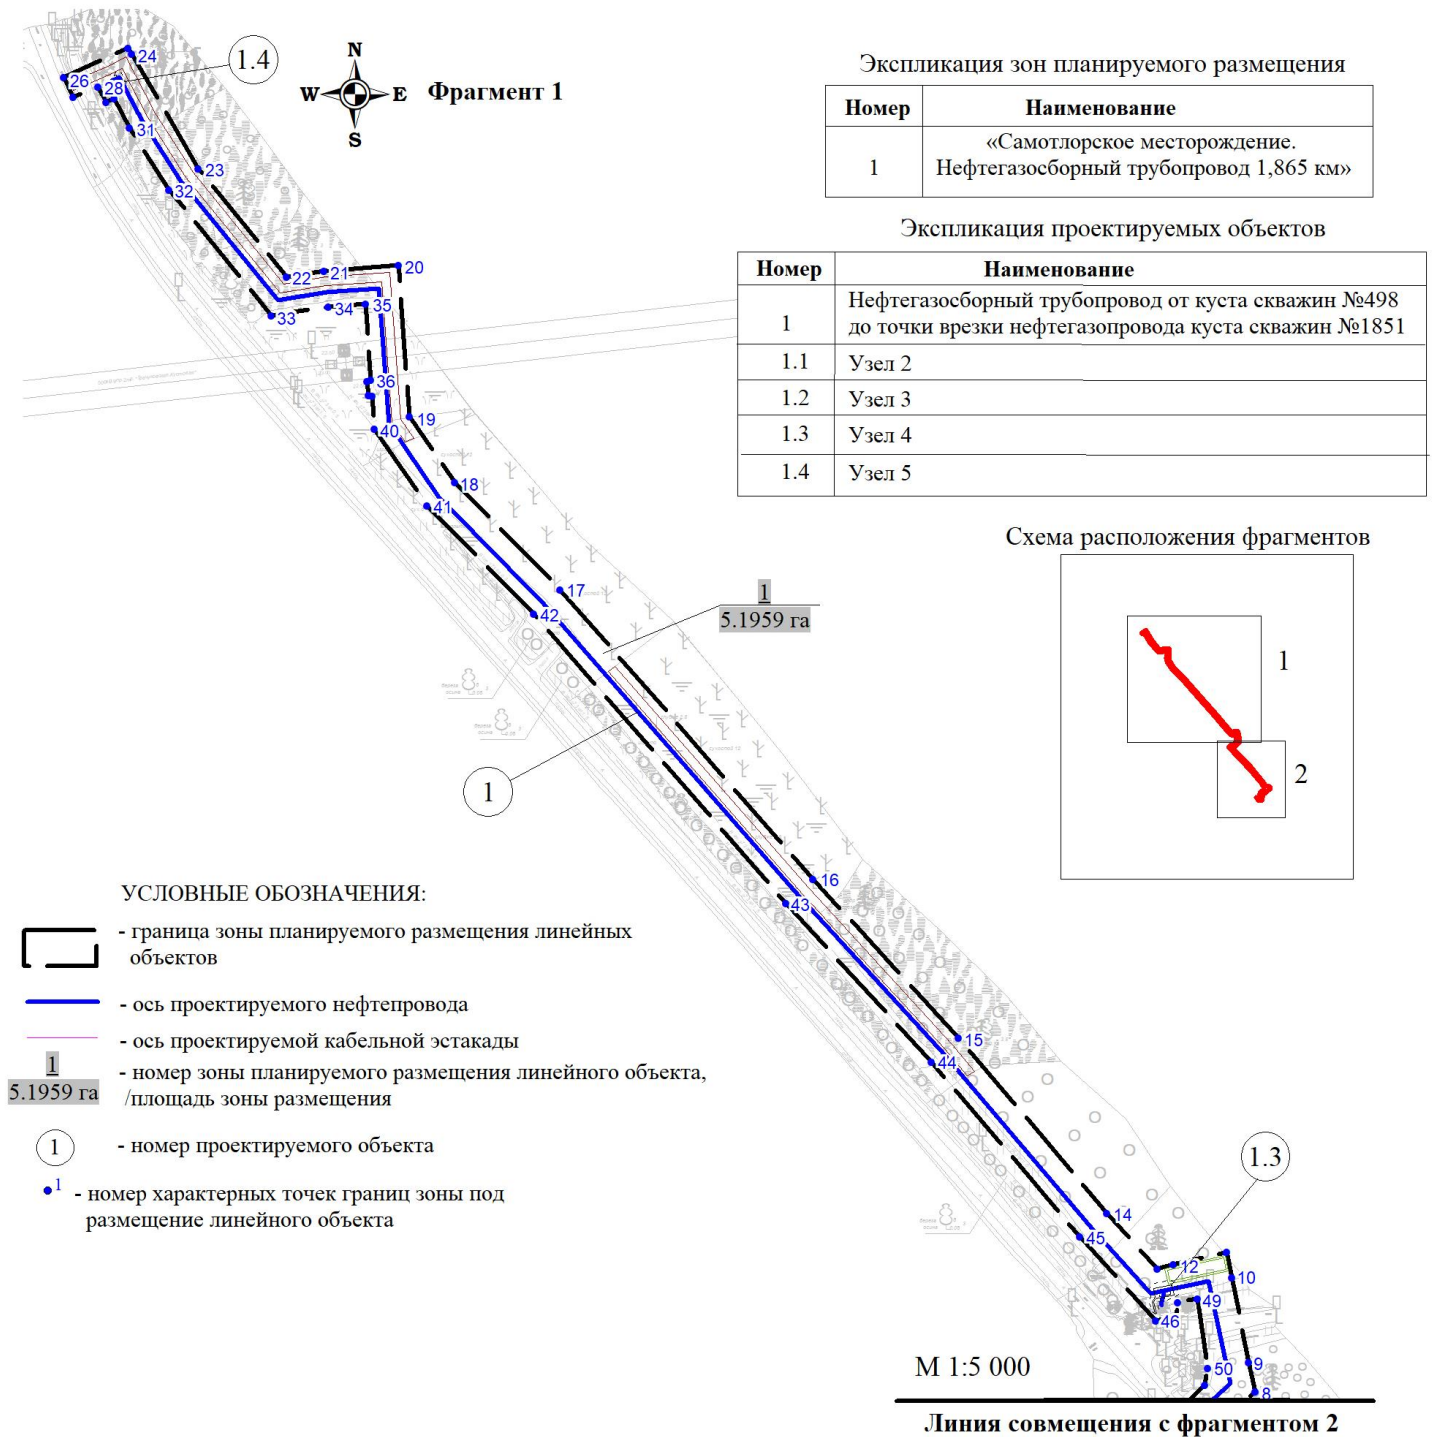 N
W E
S
Фрагмент 1
1.4
Экспликация зон планируемого размещения
Номер Наименование
1 «Самотлорское месторождение.
Нефтегазосборный трубопровод 1,865 км»
Экспликация проектируемых объектов
Номер Наименование
1 Нефтегазосборный трубопровод от куста скважин №498
до точки врезки нефтегазопровода куста скважин №1851
1.1 Узел 2
1.2 Узел 3
1.3 Узел 4
1.4 Узел 5
Схема расположения фрагментов
1
2
24
26
28
31
23
32
22
21
20
33
34
35
36
19
40
18
41
17
42
1
5.1959 га
1
16
43
15
44
14
45
1.3
12
10
49
46
50
9
8
УСЛОВНЫЕ ОБОЗНАЧЕНИЯ:
- граница зоны планируемого размещения линейных
объектов
- ось проектируемого нефтепровода
- ось проектируемой кабельной эстакады
1
5.1959 га
- номер зоны планируемого размещения линейного объекта,
/площадь зоны размещения
1 - номер проектируемого объекта
1 - номер характерных точек границ зоны под
размещение линейного объекта
М 1:5 000
Линия совмещения с фрагментом 2